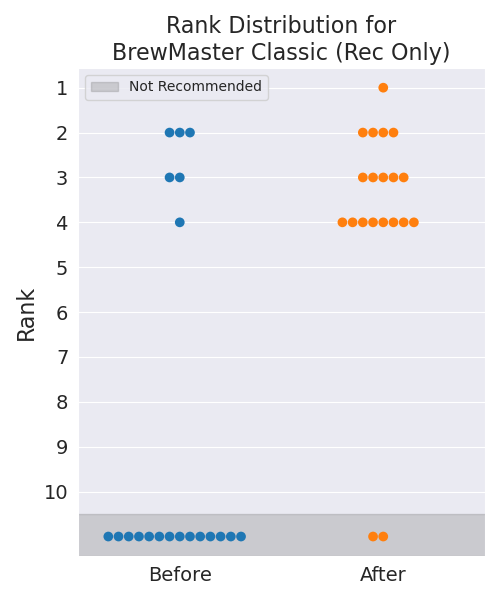 Rank Distribution for
BrewMaster Classic (Rec Only)
Not Recommended
1
2
3
4
5
6
7
8
9
10
Rank
Before
After